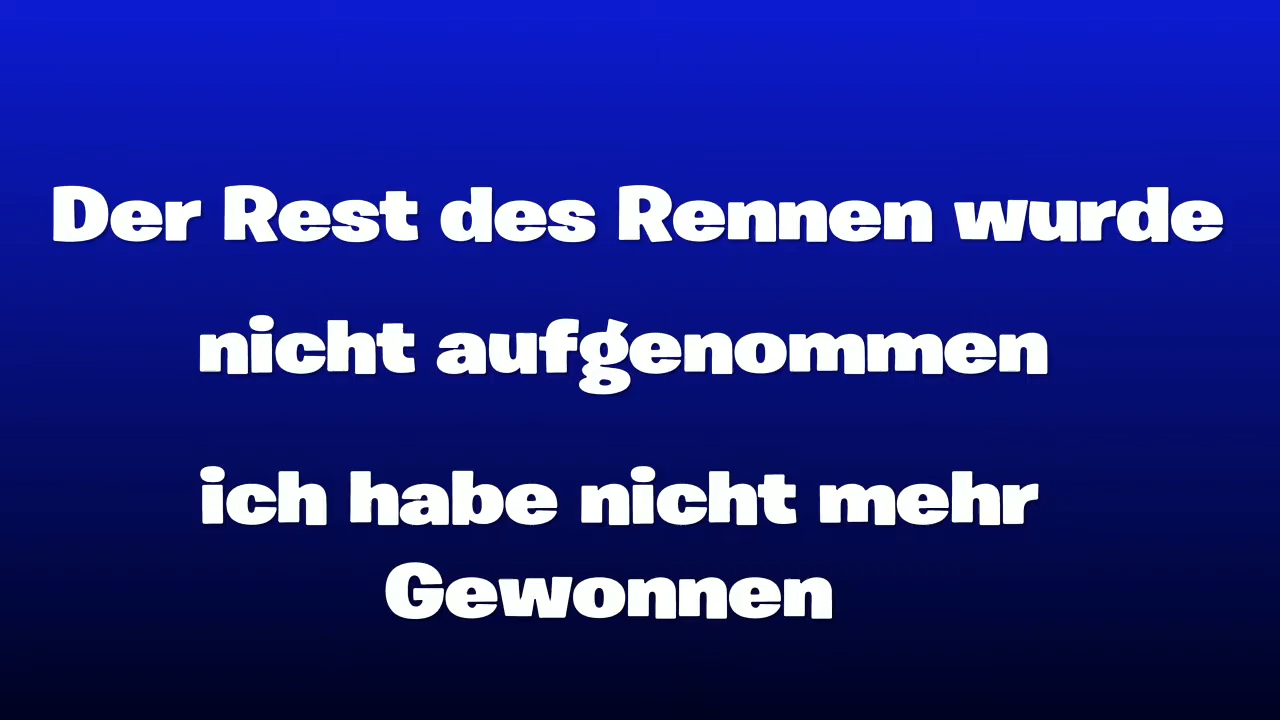 Der Rest des Rennen wurde
nicht aufgenommen
ich habe nicht mehr
Gewonnen